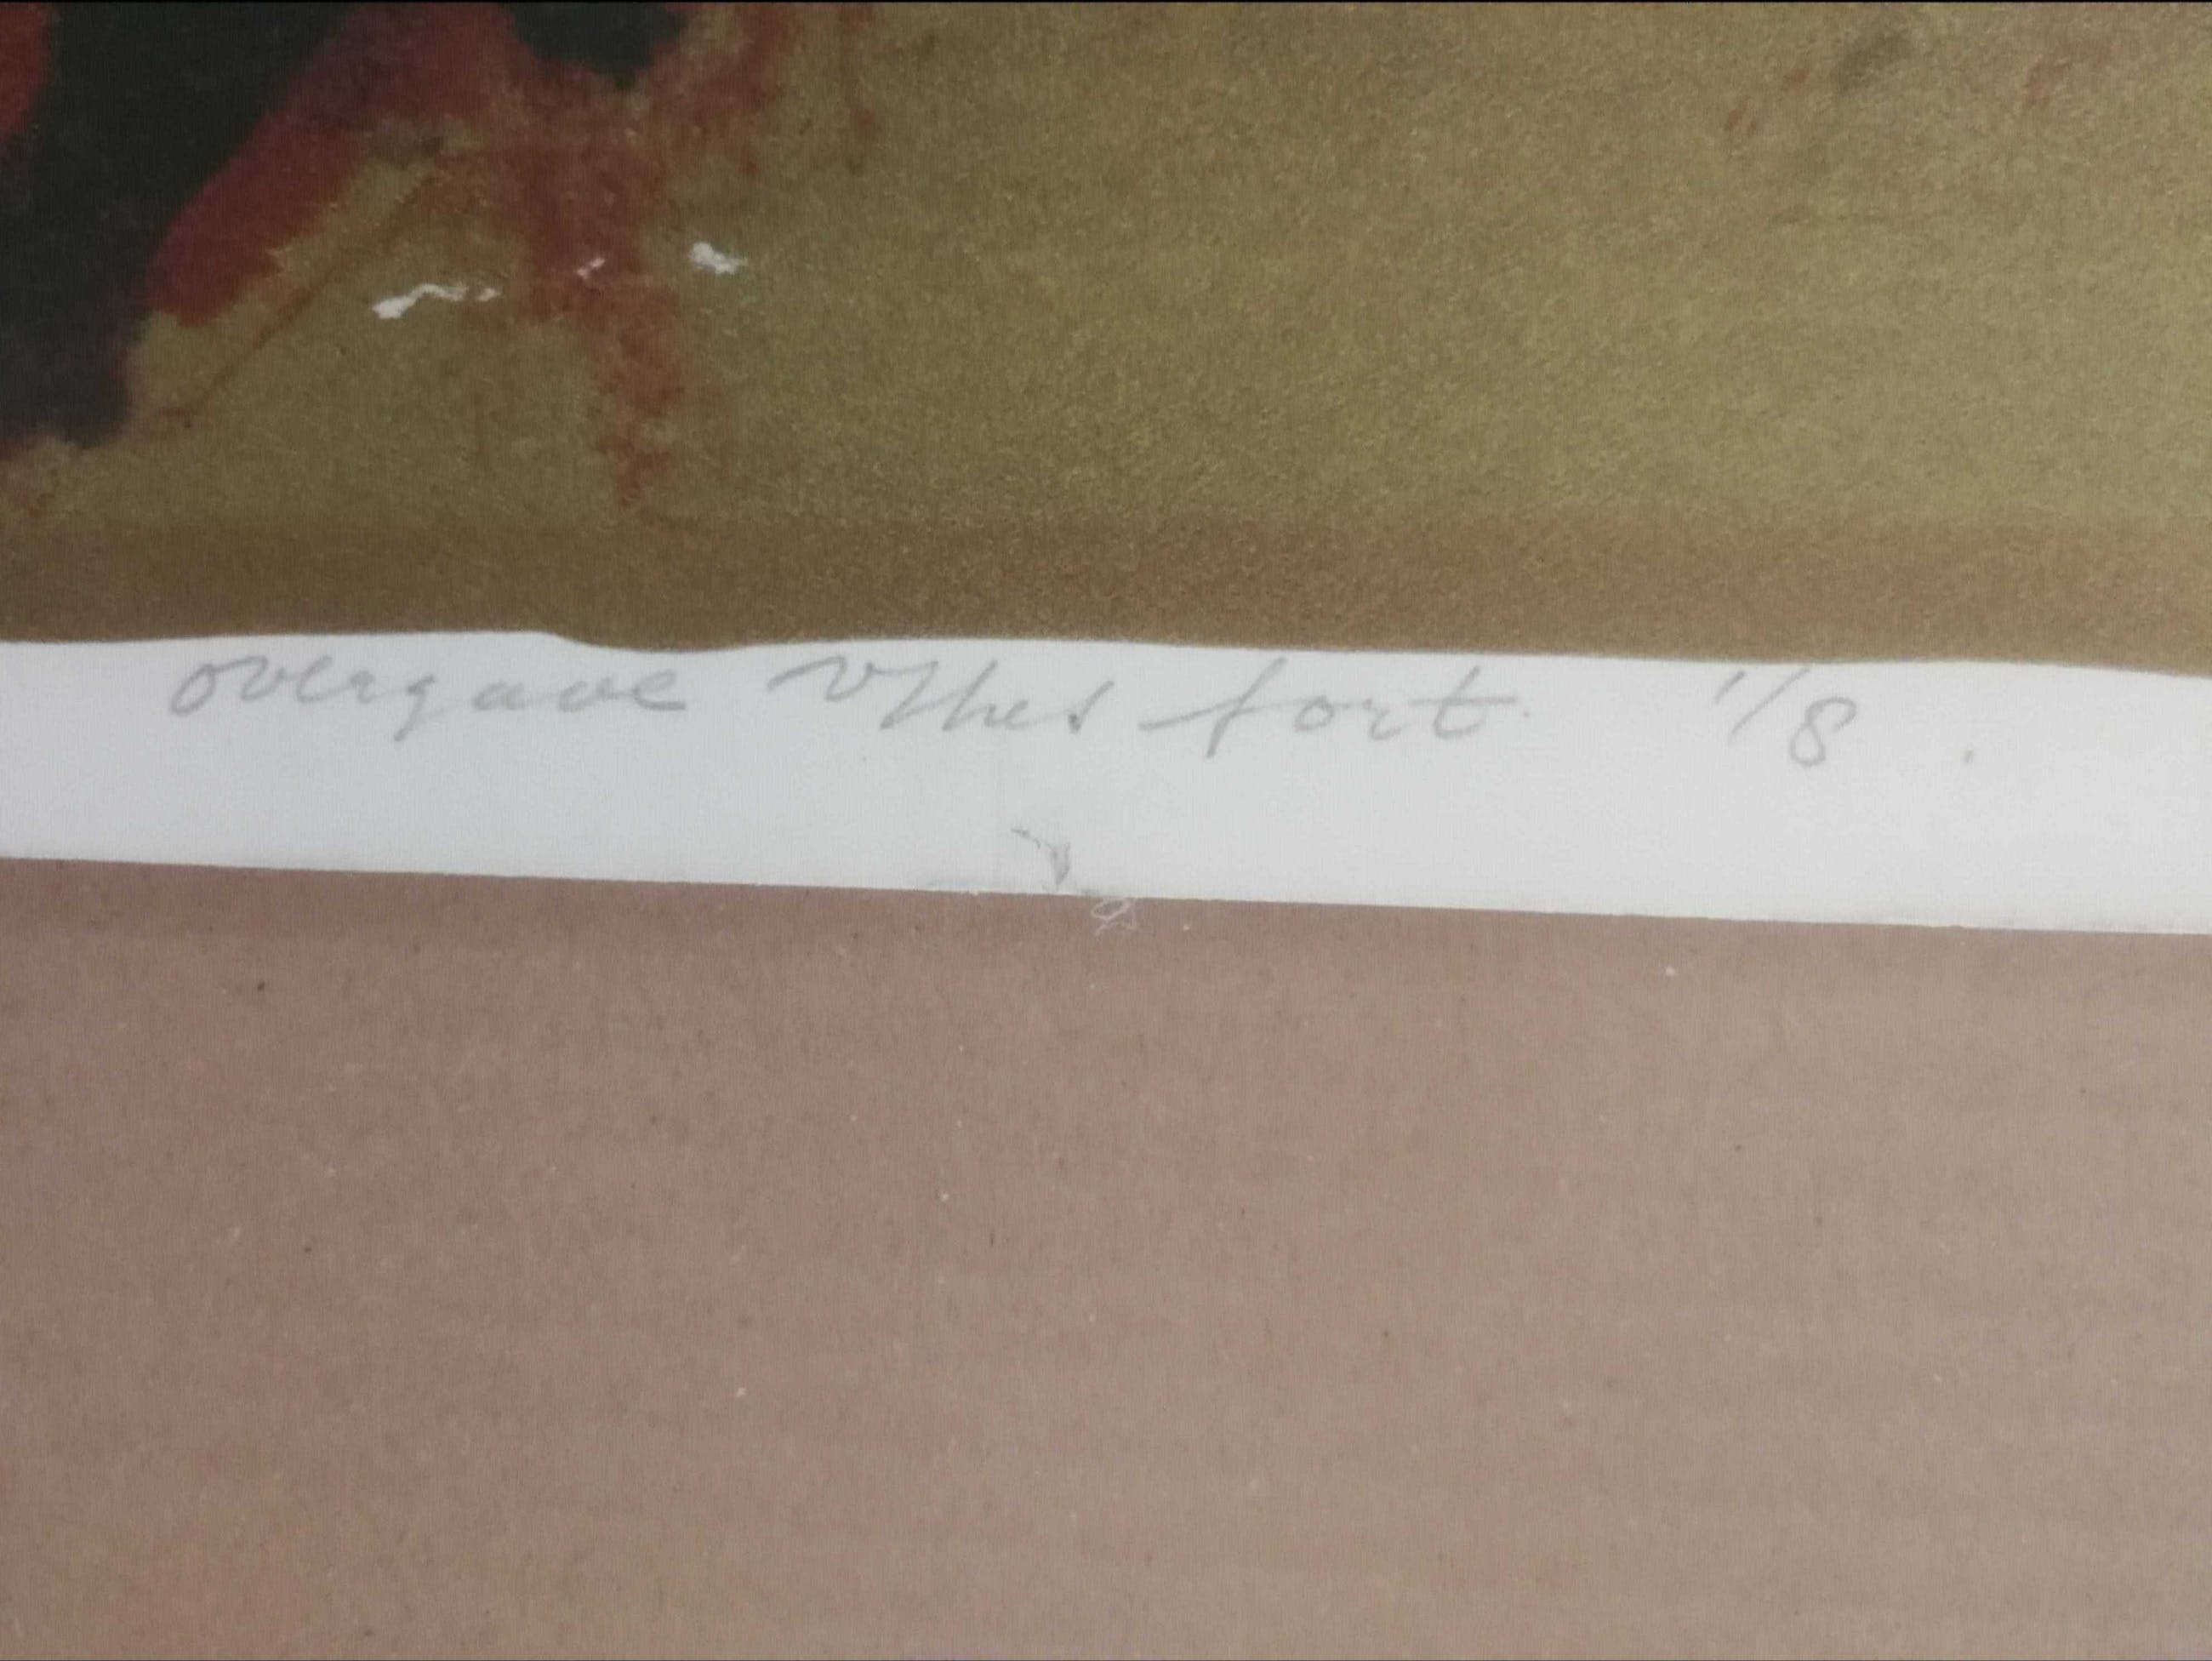 overgave v/h het fort 1/8.